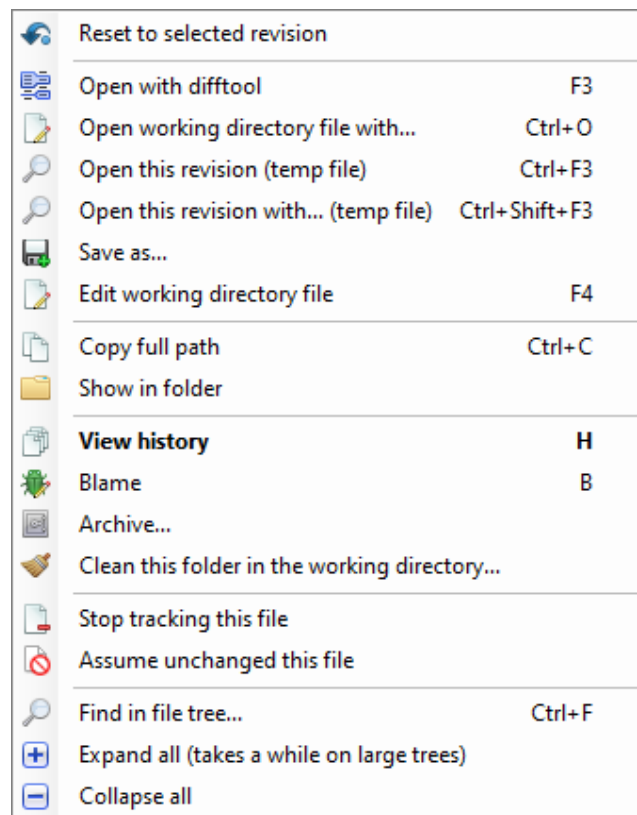 Reset to selected revision
Open with difftool F3
Open working directory file with... Ctrl+O
Open this revision (temp file) Ctrl+F3
Open this revision with... (temp file) Ctrl+Shift+F3
Save as...
Edit working directory file F4
Copy full path Ctrl+C
Show in folder
View history H
Blame B
Archive...
Clean this folder in the working directory...
Stop tracking this file
Assume unchanged this file
Find in file tree... Ctrl+F
Expand all (takes a while on large trees)
Collapse all